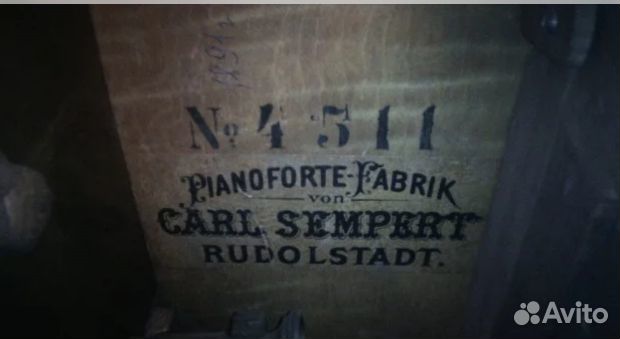 № 4511
PIANOFORTE-FABRIK
von
CARL SEMPERT
RUDOLSTADT.
Avito